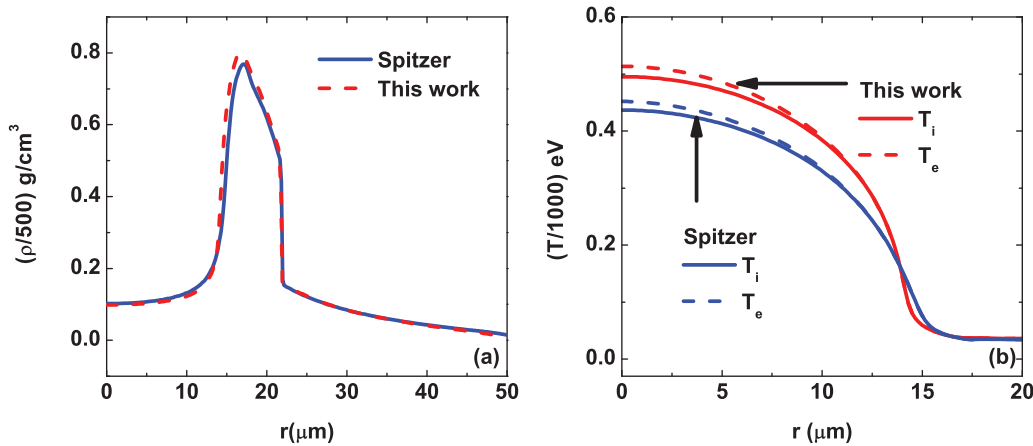 (ρ/500) g/cm³
0.8
0.6
0.4
0.2
0.0
Spitzer
This work
(a)
0 10 20 30 40 50
r(μm)
(T/1000) eV
0.6
0.4
0.2
0.0
This work
Tᵢ
Tₑ
Spitzer
Tᵢ
Tₑ
(b)
0 5 10 15 20
r (μm)